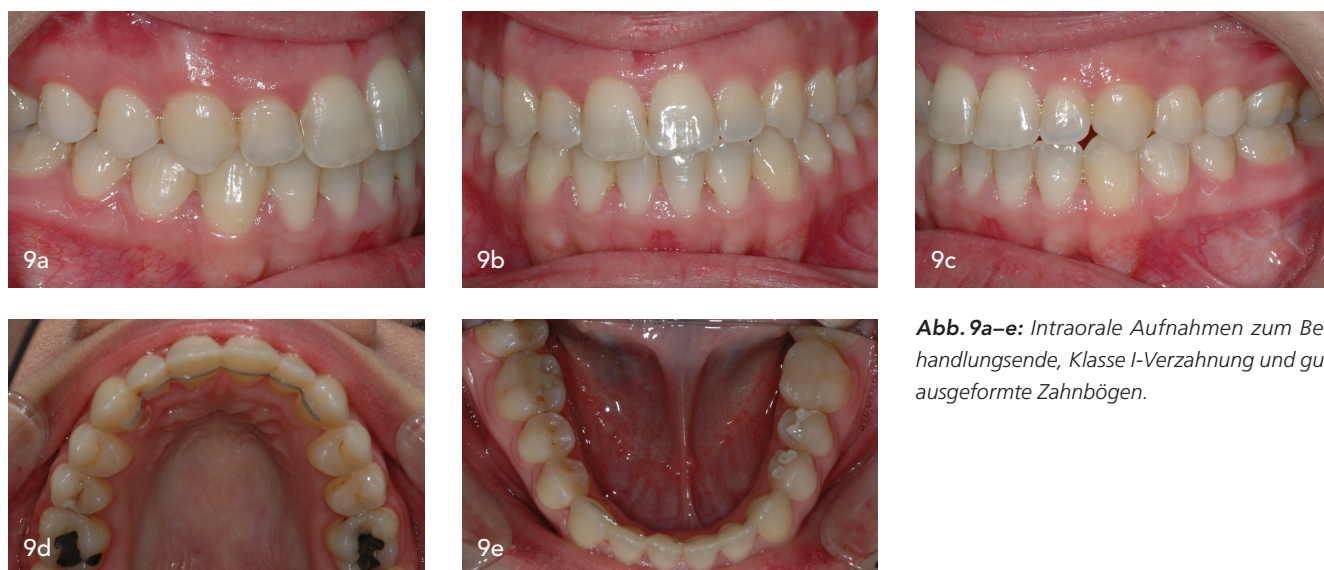 9a
9b
9c
9d
9e
Abb. 9a–e: Intraorale Aufnahmen zum Be
handlungsende, Klasse I-Verzahnung und gu
ausgeformte Zahnbögen.